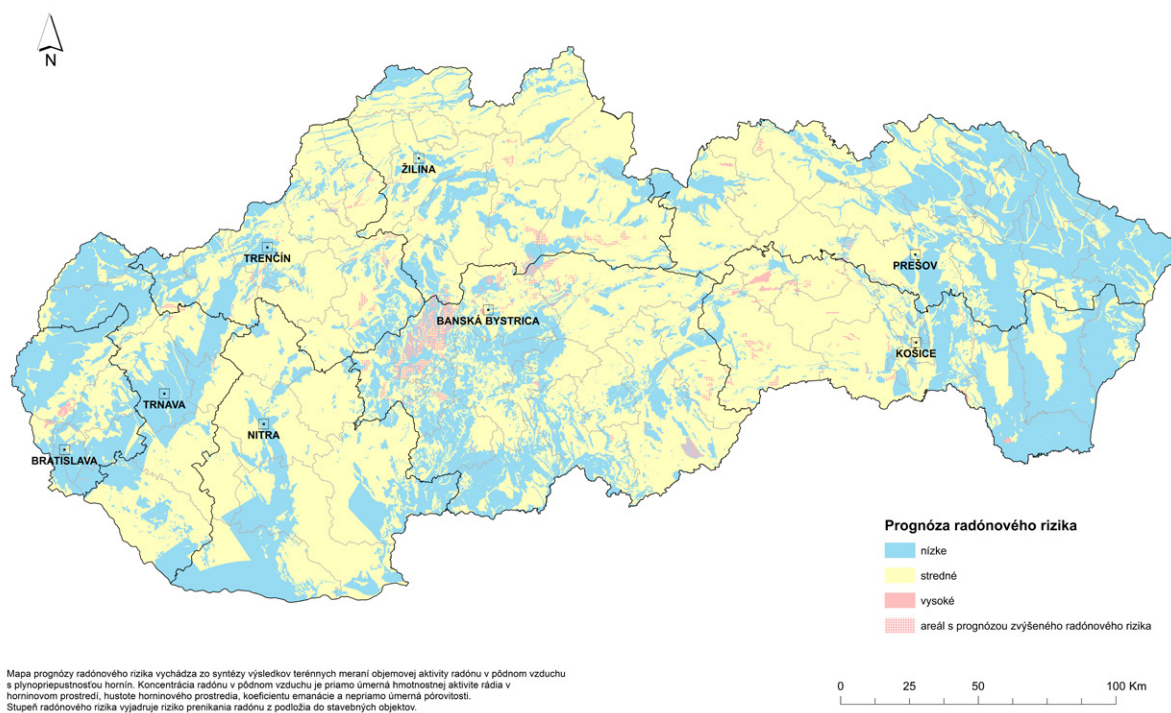 N
ŽILINA
TRENČÍN
PREŠOV
BANSKÁ BYSTRICA
KOŠICE
TRNAVA
NITRA
BRATISLAVA
Prognóza radónového rizika
nízke
stredné
vysoké
areál s prognózou zvýšeného radónového rizika
Mapa prognózy radónového rizika vychádza zo syntézy výsledkov terénnych meraní objemovej aktivity radónu v pôdnom vzduchu
s plynopriepustnosťou hornín. Koncentrácia radónu v pôdnom vzduchu je priamo úmerná hmotnostnej aktivite rádia v
horninovom prostredí, hustote horninového prostredia, koeficientu emanácie a nepriamo úmerná pórovitosti.
Stupeň radónového rizika vyjadruje riziko prenikania radónu z podložia do stavebných objektov.
0 25 50 100 Km